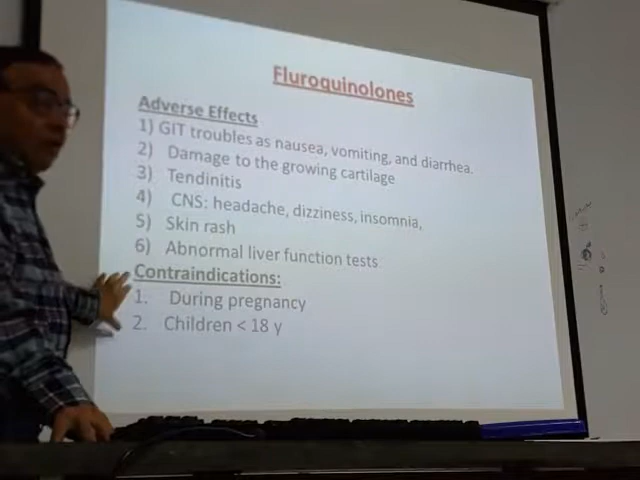 Fluroquinolones
Adverse Effects
1) GIT troubles as nausea, vomiting, and diarrhea.
2) Damage to the growing cartilage
3) Tendinitis
4) CNS: headache, dizziness, insomnia,
5) Skin rash
6) Abnormal liver function tests
Contraindications:
1. During pregnancy
2. Children < 18 y